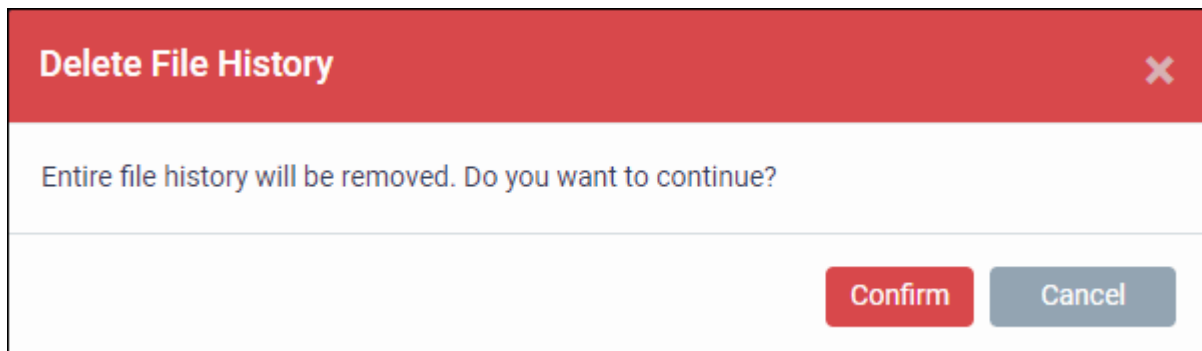 Delete File History
Entire file history will be removed. Do you want to continue?
Confirm Cancel